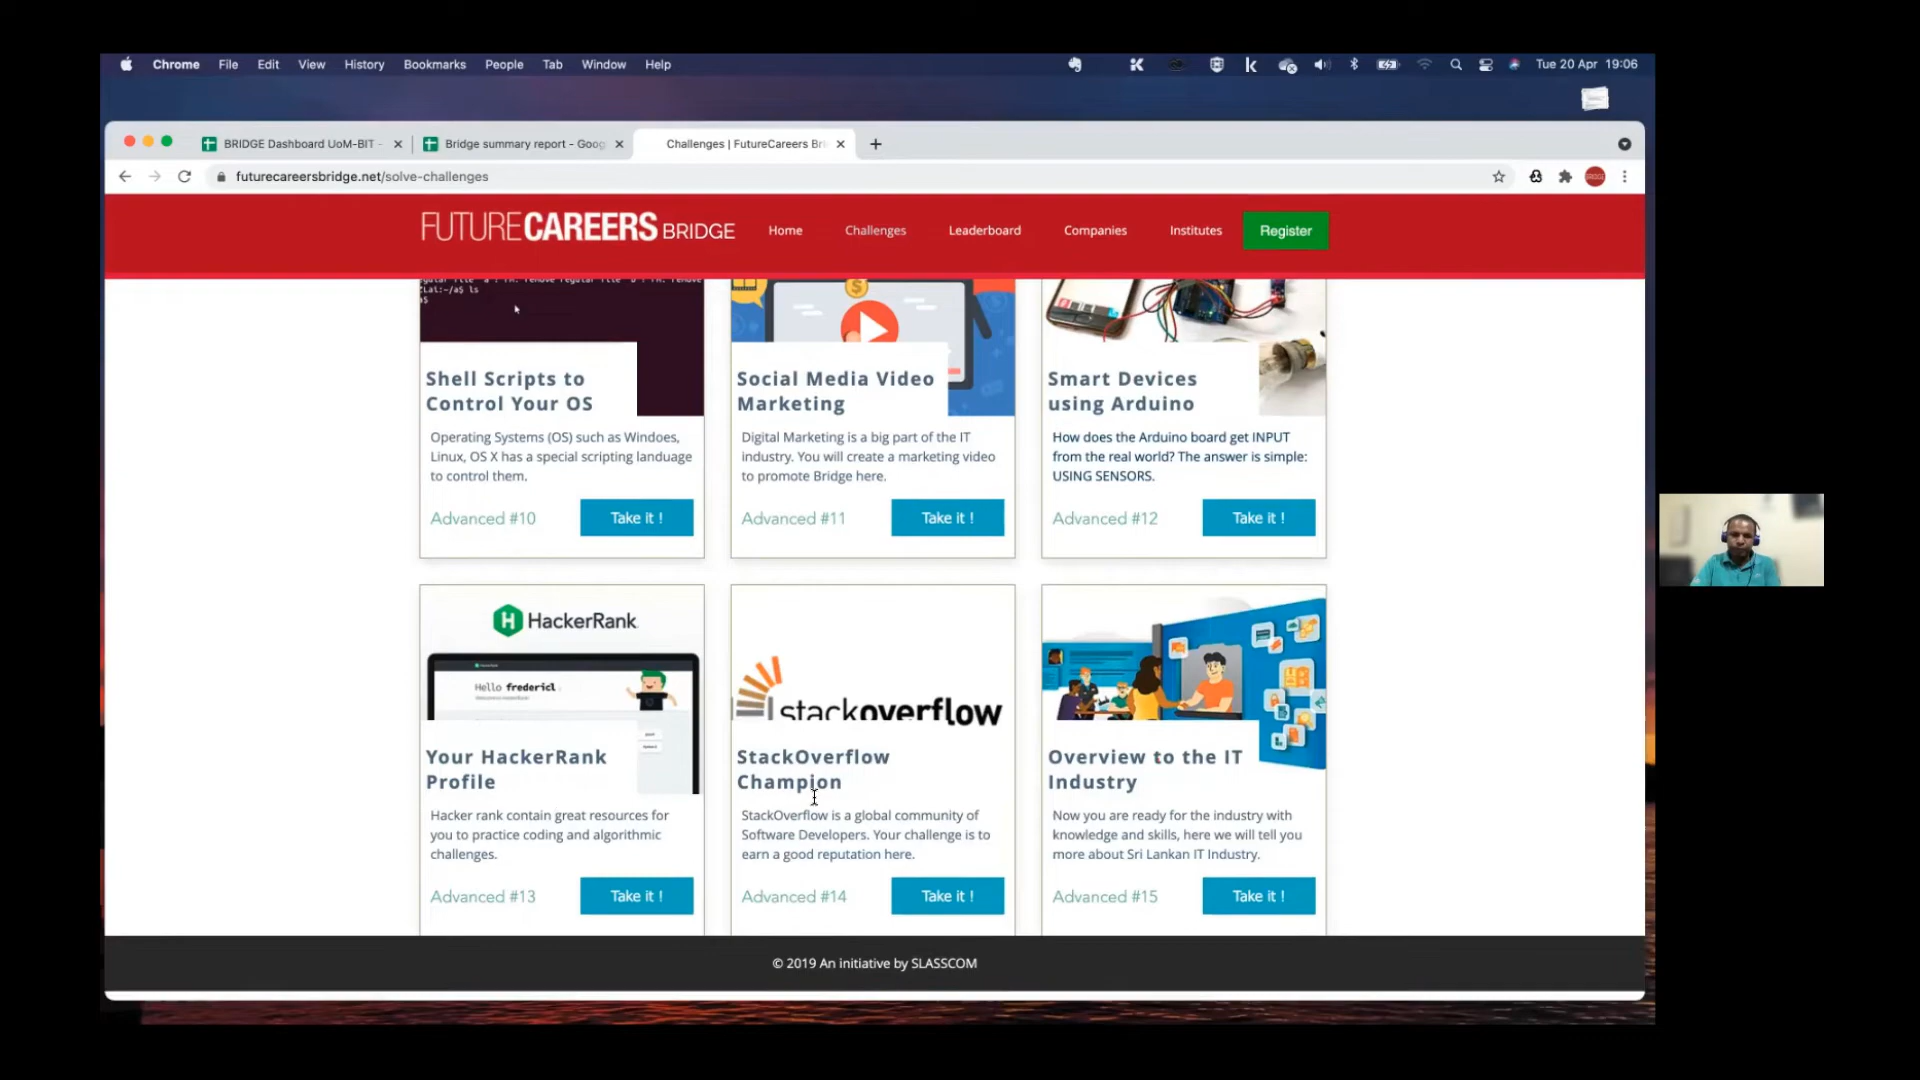 Chrome File Edit View History Bookmarks People Tab Window Help Tue 20 Apr 19:06
BRIDGE Dashboard UoM-BIT - Bridge summary report - Goog Challenges | FutureCareers Bri
futurecareersbridge.net/solve-challenges
FUTURECAREERS BRIDGE Home Challenges Leaderboard Companies Institutes Register
Lai:~/a$ ls
a$
Shell Scripts to
Control Your OS
Operating Systems (OS) such as Windoes,
Linux, OS X has a special scripting landuage
to control them.
Advanced #10 Take it !
Social Media Video
Marketing
Digital Marketing is a big part of the IT
industry. You will create a marketing video
to promote Bridge here.
Advanced #11 Take it !
Smart Devices
using Arduino
How does the Arduino board get INPUT
from the real world? The answer is simple:
USING SENSORS.
Advanced #12 Take it !
H HackerRank
Hello fredericl
Your HackerRank
Profile
Hacker rank contain great resources for
you to practice coding and algorithmic
challenges.
Advanced #13 Take it !
stackoverflow
StackOverflow
Champion
StackOverflow is a global community of
Software Developers. Your challenge is to
earn a good reputation here.
Advanced #14 Take it !
Overview to the IT
Industry
Now you are ready for the industry with
knowledge and skills, here we will tell you
more about Sri Lankan IT Industry.
Advanced #15 Take it !
© 2019 An initiative by SLASSCOM